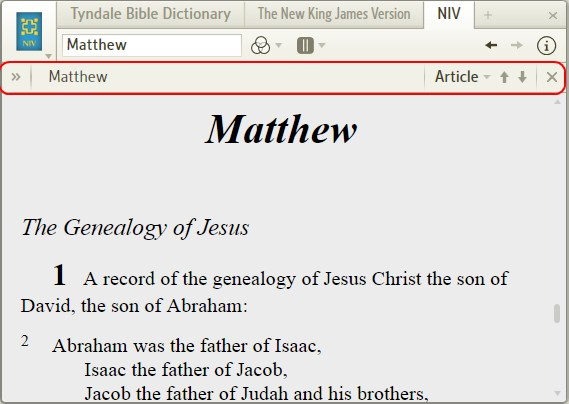 Tyndale Bible Dictionary The New King James Version NIV + ×
NIV Matthew
» Matthew Article ×
Matthew
The Genealogy of Jesus
1 A record of the genealogy of Jesus Christ the son of
David, the son of Abraham:
2 Abraham was the father of Isaac,
Isaac the father of Jacob,
Jacob the father of Judah and his brothers,